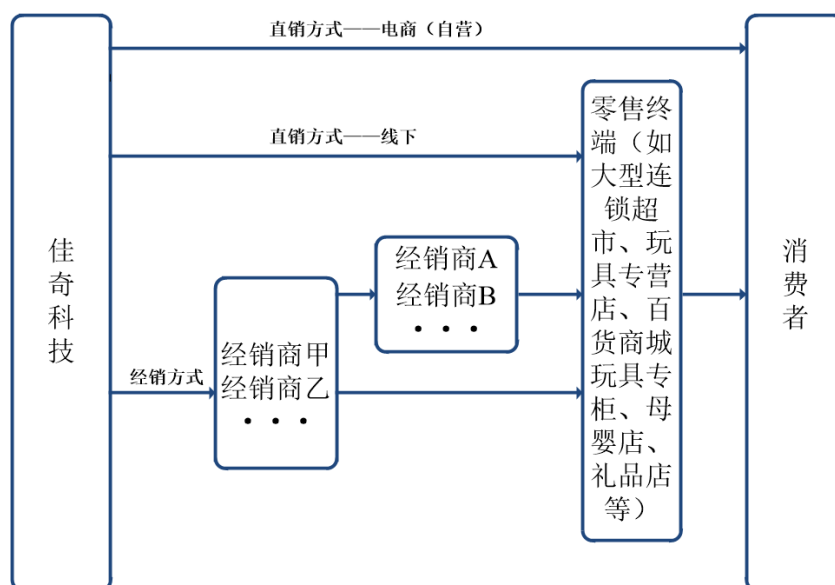 直销方式——电商（自营）
直销方式——线下
佳
奇
科
技
经销方式
经销商甲
经销商乙
· · ·
经销商A
经销商B
· · ·
零售终
端（如
大型连
锁超
市、玩
具专营
店、百
货商城
玩具专
柜、母
婴店、
礼品店
等）
消
费
者